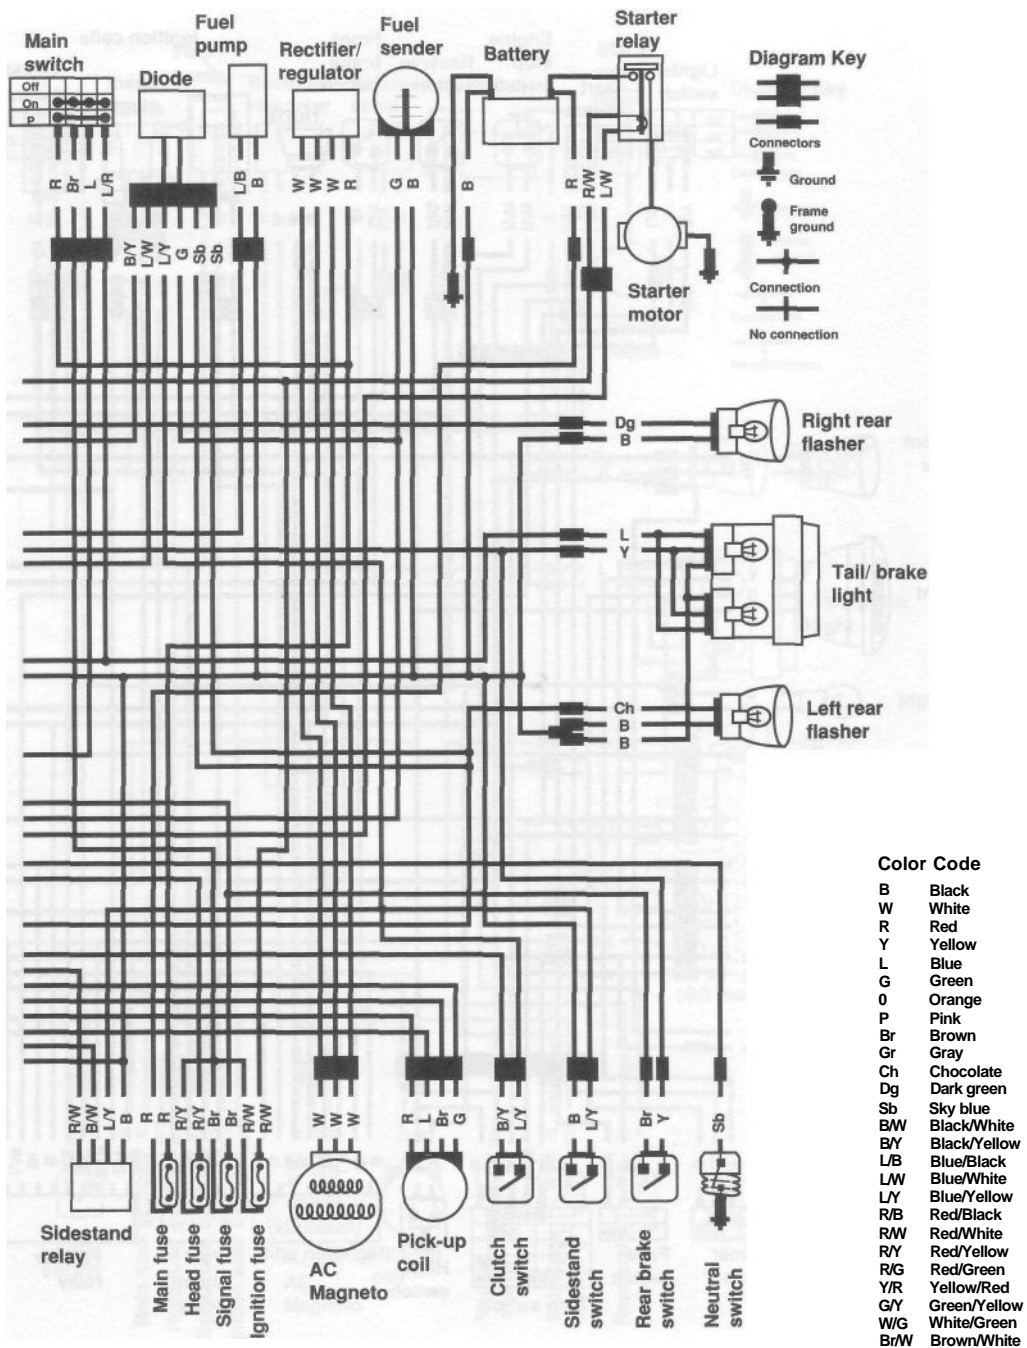 Main
switch
Off
On
P
Diode
Fuel
pump
Rectifier/
regulator
Fuel
sender
Battery
Starter
relay
Diagram Key
Connectors
Ground
Frame
ground
Connection
No connection
R
Br
L
L/R
L/B
B
W
W
W
R
G
B
B
R
R/W
L/W
B/Y
L/W
L/Y
G
Sb
Sb
Starter
motor
Dg
B
Right rear
flasher
L
Y
Tail/ brake
light
Ch
B
B
Left rear
flasher
R/W
B/W
L/Y
B
R
R
R/Y
R/Y
Br
Br
R/W
R/W
W
W
W
R
L
Br
G
B/Y
L/Y
B
L/Y
Br
Y
Sb
Sidestand
relay
Main fuse
Head fuse
Signal fuse
Ignition fuse
AC
Magneto
Pick-up
coil
Clutch
switch
Sidestand
switch
Rear brake
switch
Neutral
switch
Color Code
B Black
W White
R Red
Y Yellow
L Blue
G Green
0 Orange
P Pink
Br Brown
Gr Gray
Ch Chocolate
Dg Dark green
Sb Sky blue
B/W Black/White
B/Y Black/Yellow
L/B Blue/Black
L/W Blue/White
L/Y Blue/Yellow
R/B Red/Black
R/W Red/White
R/Y Red/Yellow
R/G Red/Green
Y/R Yellow/Red
G/Y Green/Yellow
W/G White/Green
Br/W Brown/White